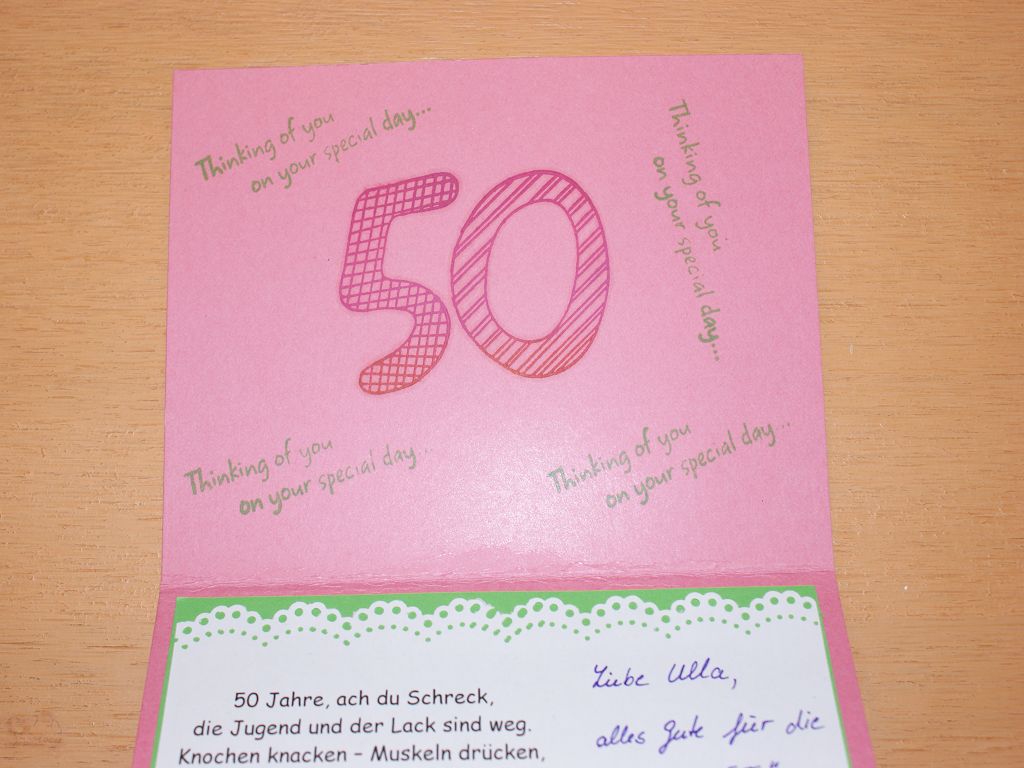 Thinking of you
on your special day...
Thinking of you
on your special day...
50
Thinking of you
on your special day...
Thinking of you
on your special day...
50 Jahre, ach du Schreck,
die Jugend und der Lack sind weg.
Knochen knacken – Muskeln drücken,
Liebe Ulla,
alles Gute für die